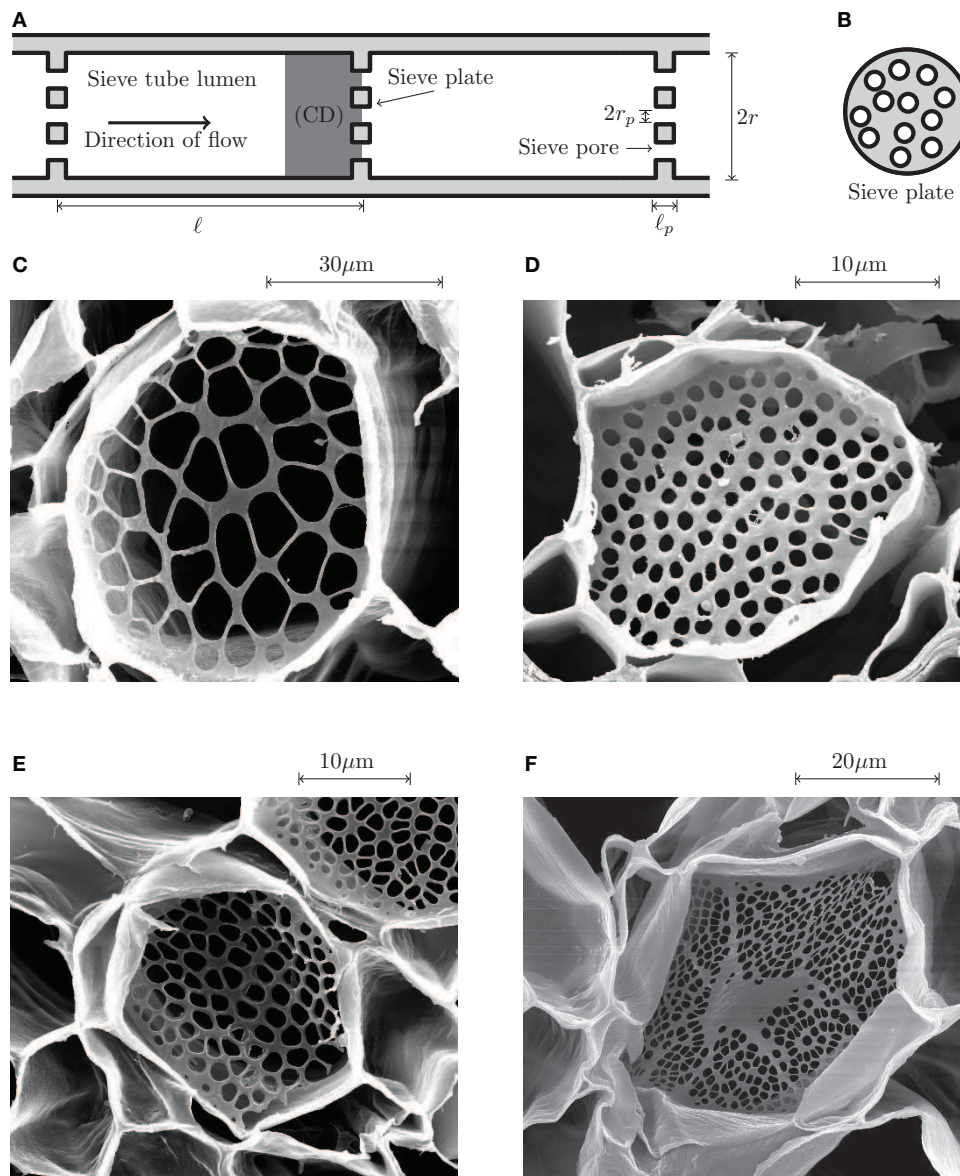 A
B
Sieve tube lumen
Sieve plate
(CD)
2r_p
2r
Direction of flow
Sieve pore
Sieve plate
ℓ
ℓ_p
C
30μm
D
10μm
E
10μm
F
20μm